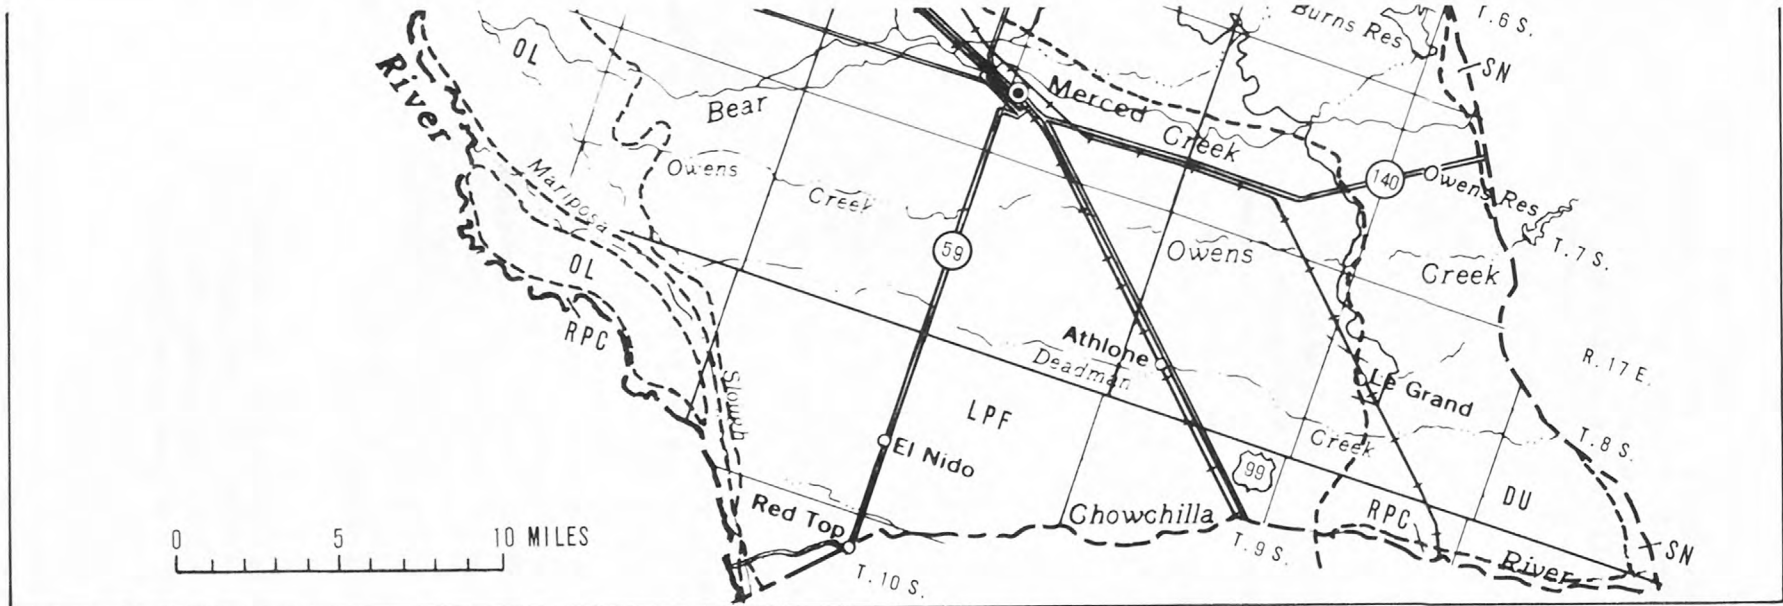 T. 6 S.
Burns Res
OL
SN
River
Merced
Bear
Creek
Mariposa
Owens
140
Owens Res
Creek
59
Owens
Creek
T. 7 S.
OL
RPC
Athlone
Deadman
R. 17 E.
Slough
Le Grand
LPF
Creek
T. 8 S.
El Nido
99
DU
Red Top
Chowchilla
RPC
0 5 10 MILES
T. 9 S.
River
SN
T. 10 S.